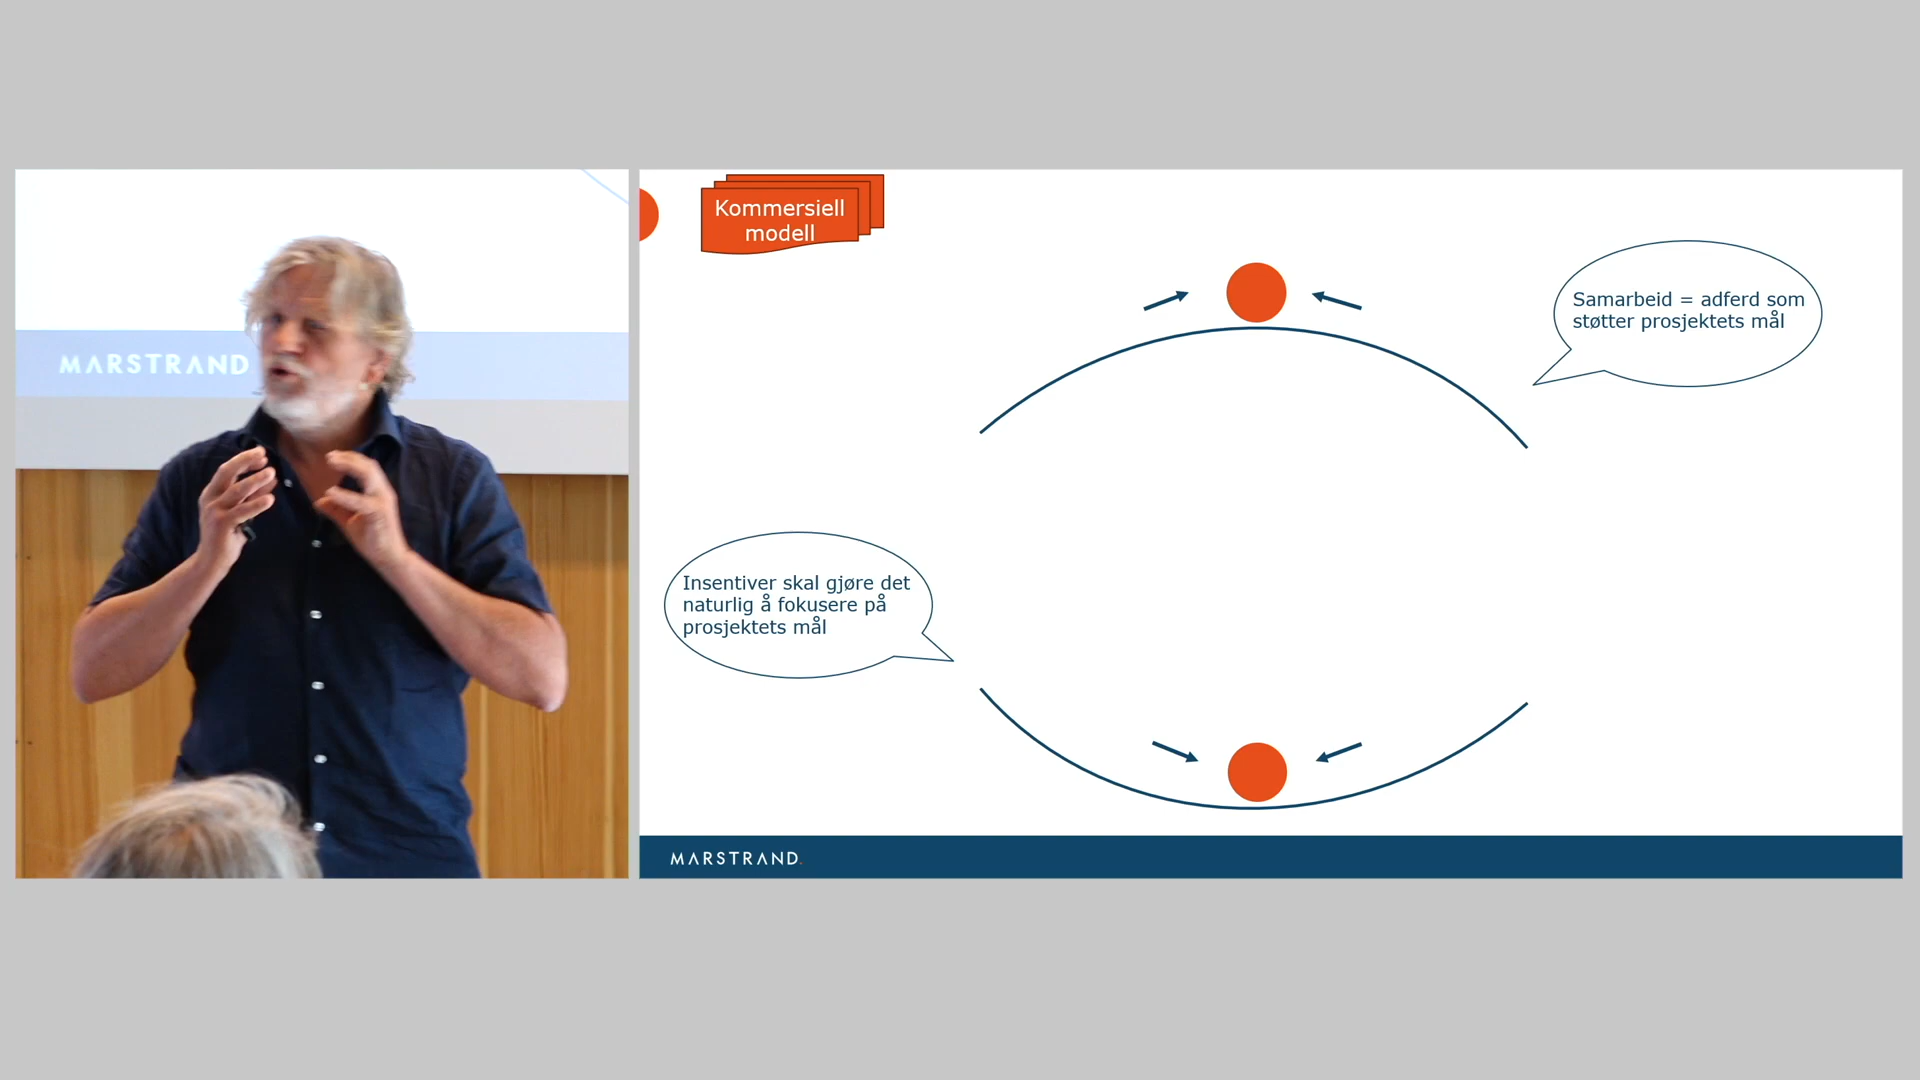 MARSTRAND
Kommersiell
modell
Samarbeid = adferd som
støtter prosjektets mål
Insentiver skal gjøre det
naturlig å fokusere på
prosjektets mål
MARSTRAND.